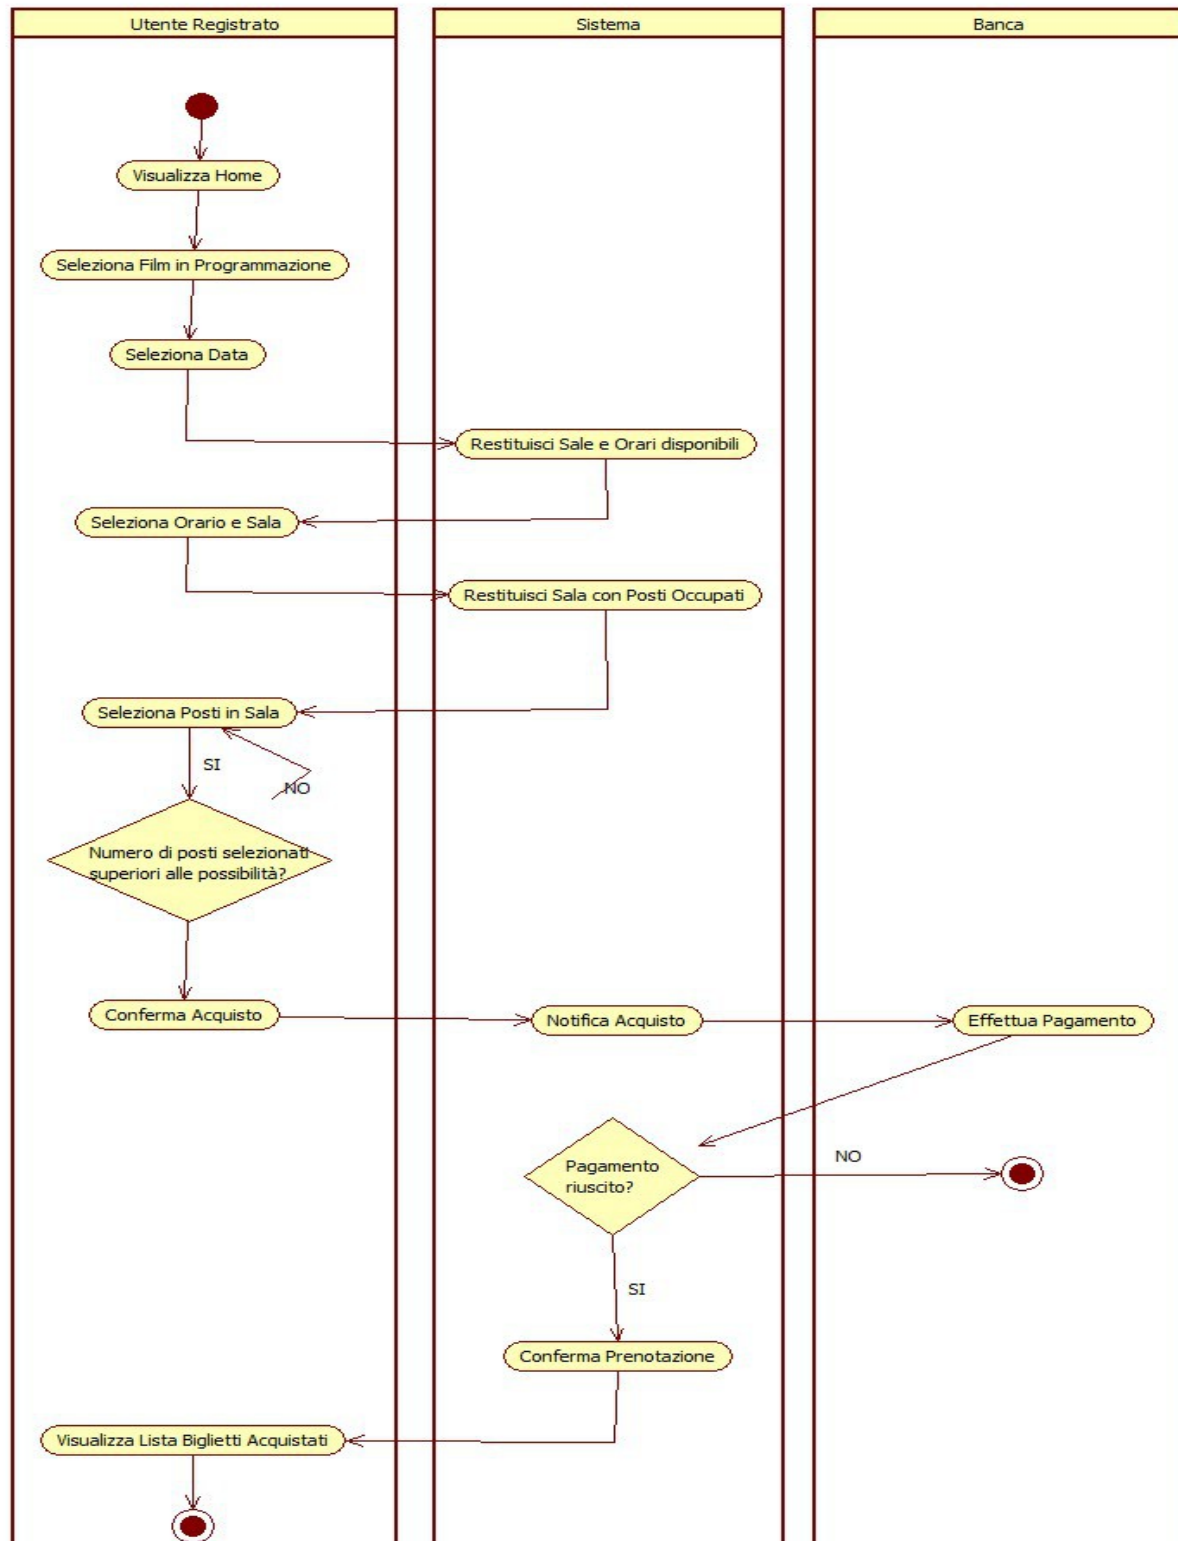 Utente Registrato
Sistema
Banca
Visualizza Home
Seleziona Film in Programmazione
Seleziona Data
Restituisci Sale e Orari disponibili
Seleziona Orario e Sala
Restituisci Sala con Posti Occupati
Seleziona Posti in Sala
SI
NO
Numero di posti selezionati
superiori alle possibilità?
Conferma Acquisto
Notifica Acquisto
Effettua Pagamento
Pagamento
riuscito?
NO
SI
Conferma Prenotazione
Visualizza Lista Biglietti Acquistati